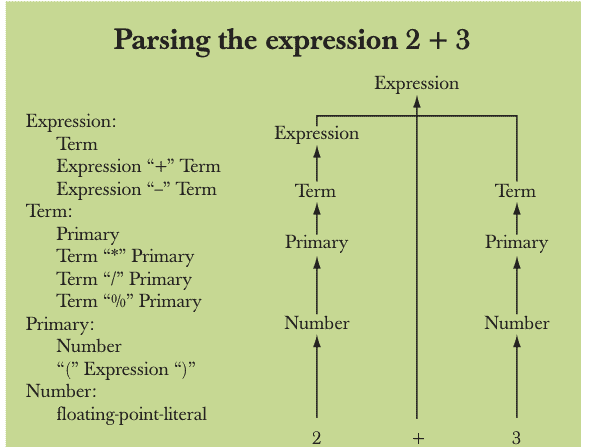 Parsing the expression 2 + 3
Expression:
Term
Expression “+” Term
Expression “–” Term
Term:
Primary
Term “*” Primary
Term “/” Primary
Term “%” Primary
Primary:
Number
“(” Expression “)”
Number:
floating-point-literal
Expression
Expression
Term Term
Primary Primary
Number Number
2 + 3